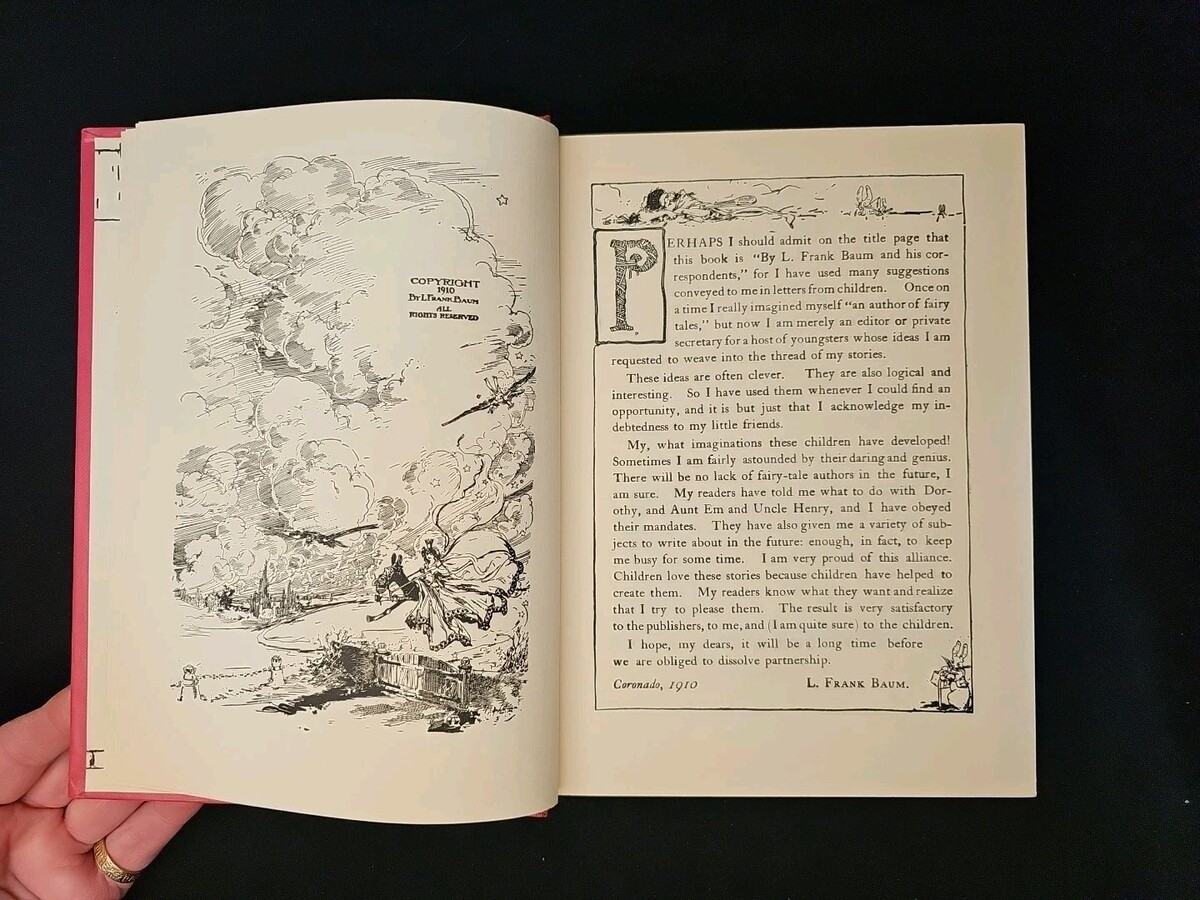 COPYRIGHT
1910
By L. FRANK BAUM
ALL
RIGHTS RESERVED
PERHAPS I should admit on the title page that
this book is “By L. Frank Baum and his cor-
respondents,” for I have used many suggestions
conveyed to me in letters from children. Once on
a time I really imagined myself “an author of fairy
tales,” but now I am merely an editor or private
secretary for a host of youngsters whose ideas I am
requested to weave into the thread of my stories.
These ideas are often clever. They are also logical and
interesting. So I have used them whenever I could find an
opportunity, and it is but just that I acknowledge my in-
debtedness to my little friends.
My, what imaginations these children have developed!
Sometimes I am fairly astounded by their daring and genius.
There will be no lack of fairy-tale authors in the future, I
am sure. My readers have told me what to do with Dor-
othy, and Aunt Em and Uncle Henry, and I have obeyed
their mandates. They have also given me a variety of sub-
jects to write about in the future: enough, in fact, to keep
me busy for some time. I am very proud of this alliance.
Children love these stories because children have helped to
create them. My readers know what they want and realize
that I try to please them. The result is very satisfactory
to the publishers, to me, and (I am quite sure) to the children.
I hope, my dears, it will be a long time before
we are obliged to dissolve partnership.
Coronado, 1910 L. FRANK BAUM.